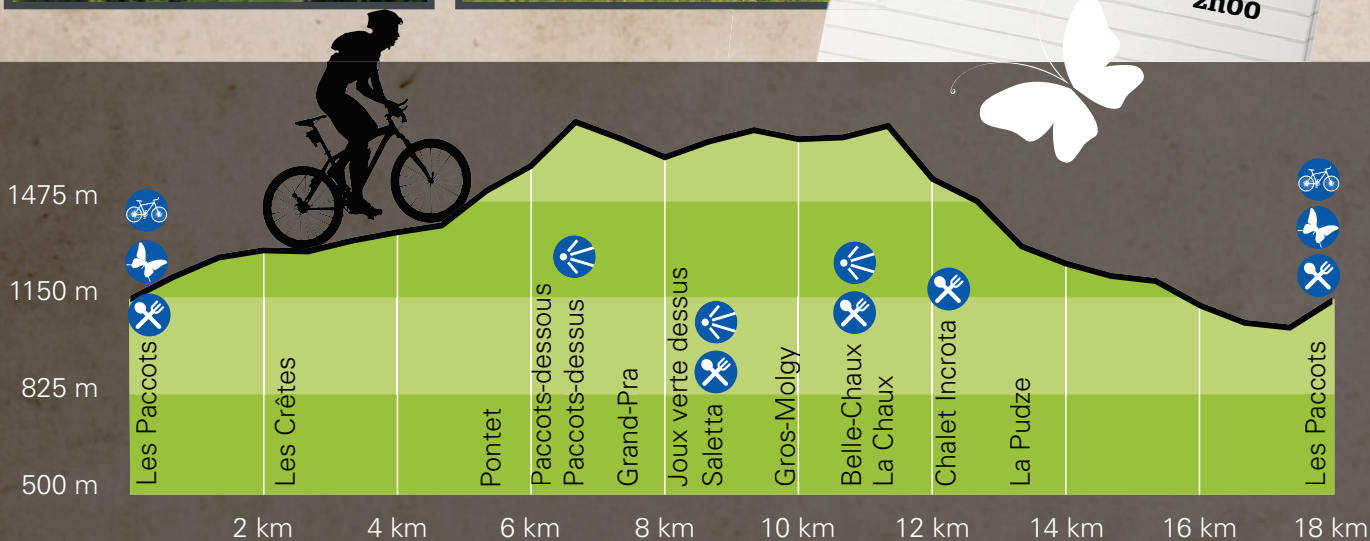 2h00
1475 m
1150 m
825 m
500 m
Les Paccots
Les Crêtes
Pontet
Paccots-dessous
Paccots-dessus
Grand-Pra
Joux verte dessus
Saletta
Gros-Molgy
Belle-Chaux
La Chaux
Chalet Incrota
La Pudze
Les Paccots
2 km
4 km
6 km
8 km
10 km
12 km
14 km
16 km
18 km